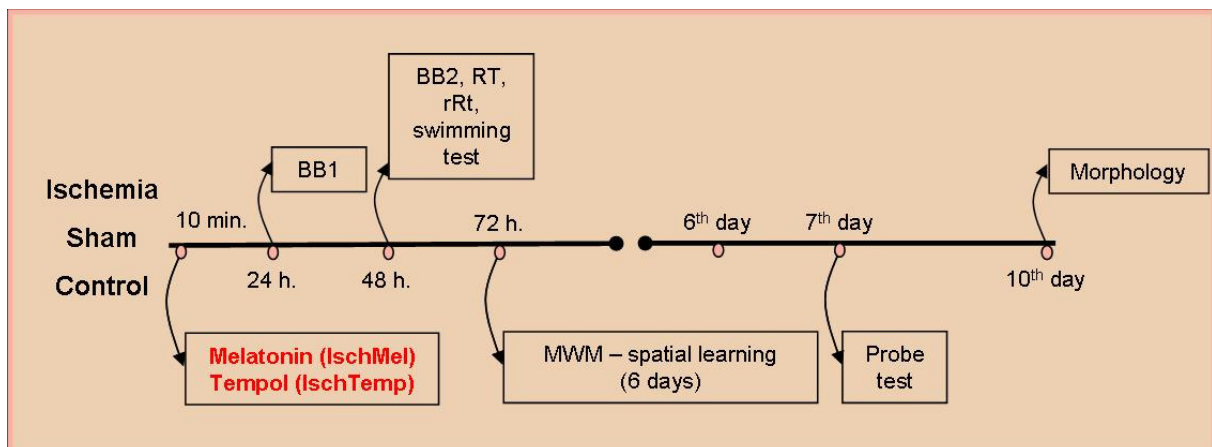 BB2, RT,
rRt,
swimming
test
BB1
Morphology
Ischemia
Sham
Control
10 min.
24 h.
48 h.
72 h.
6th day
7th day
10th day
Melatonin (IschMel)
Tempol (IschTemp)
MWM – spatial learning
(6 days)
Probe
test